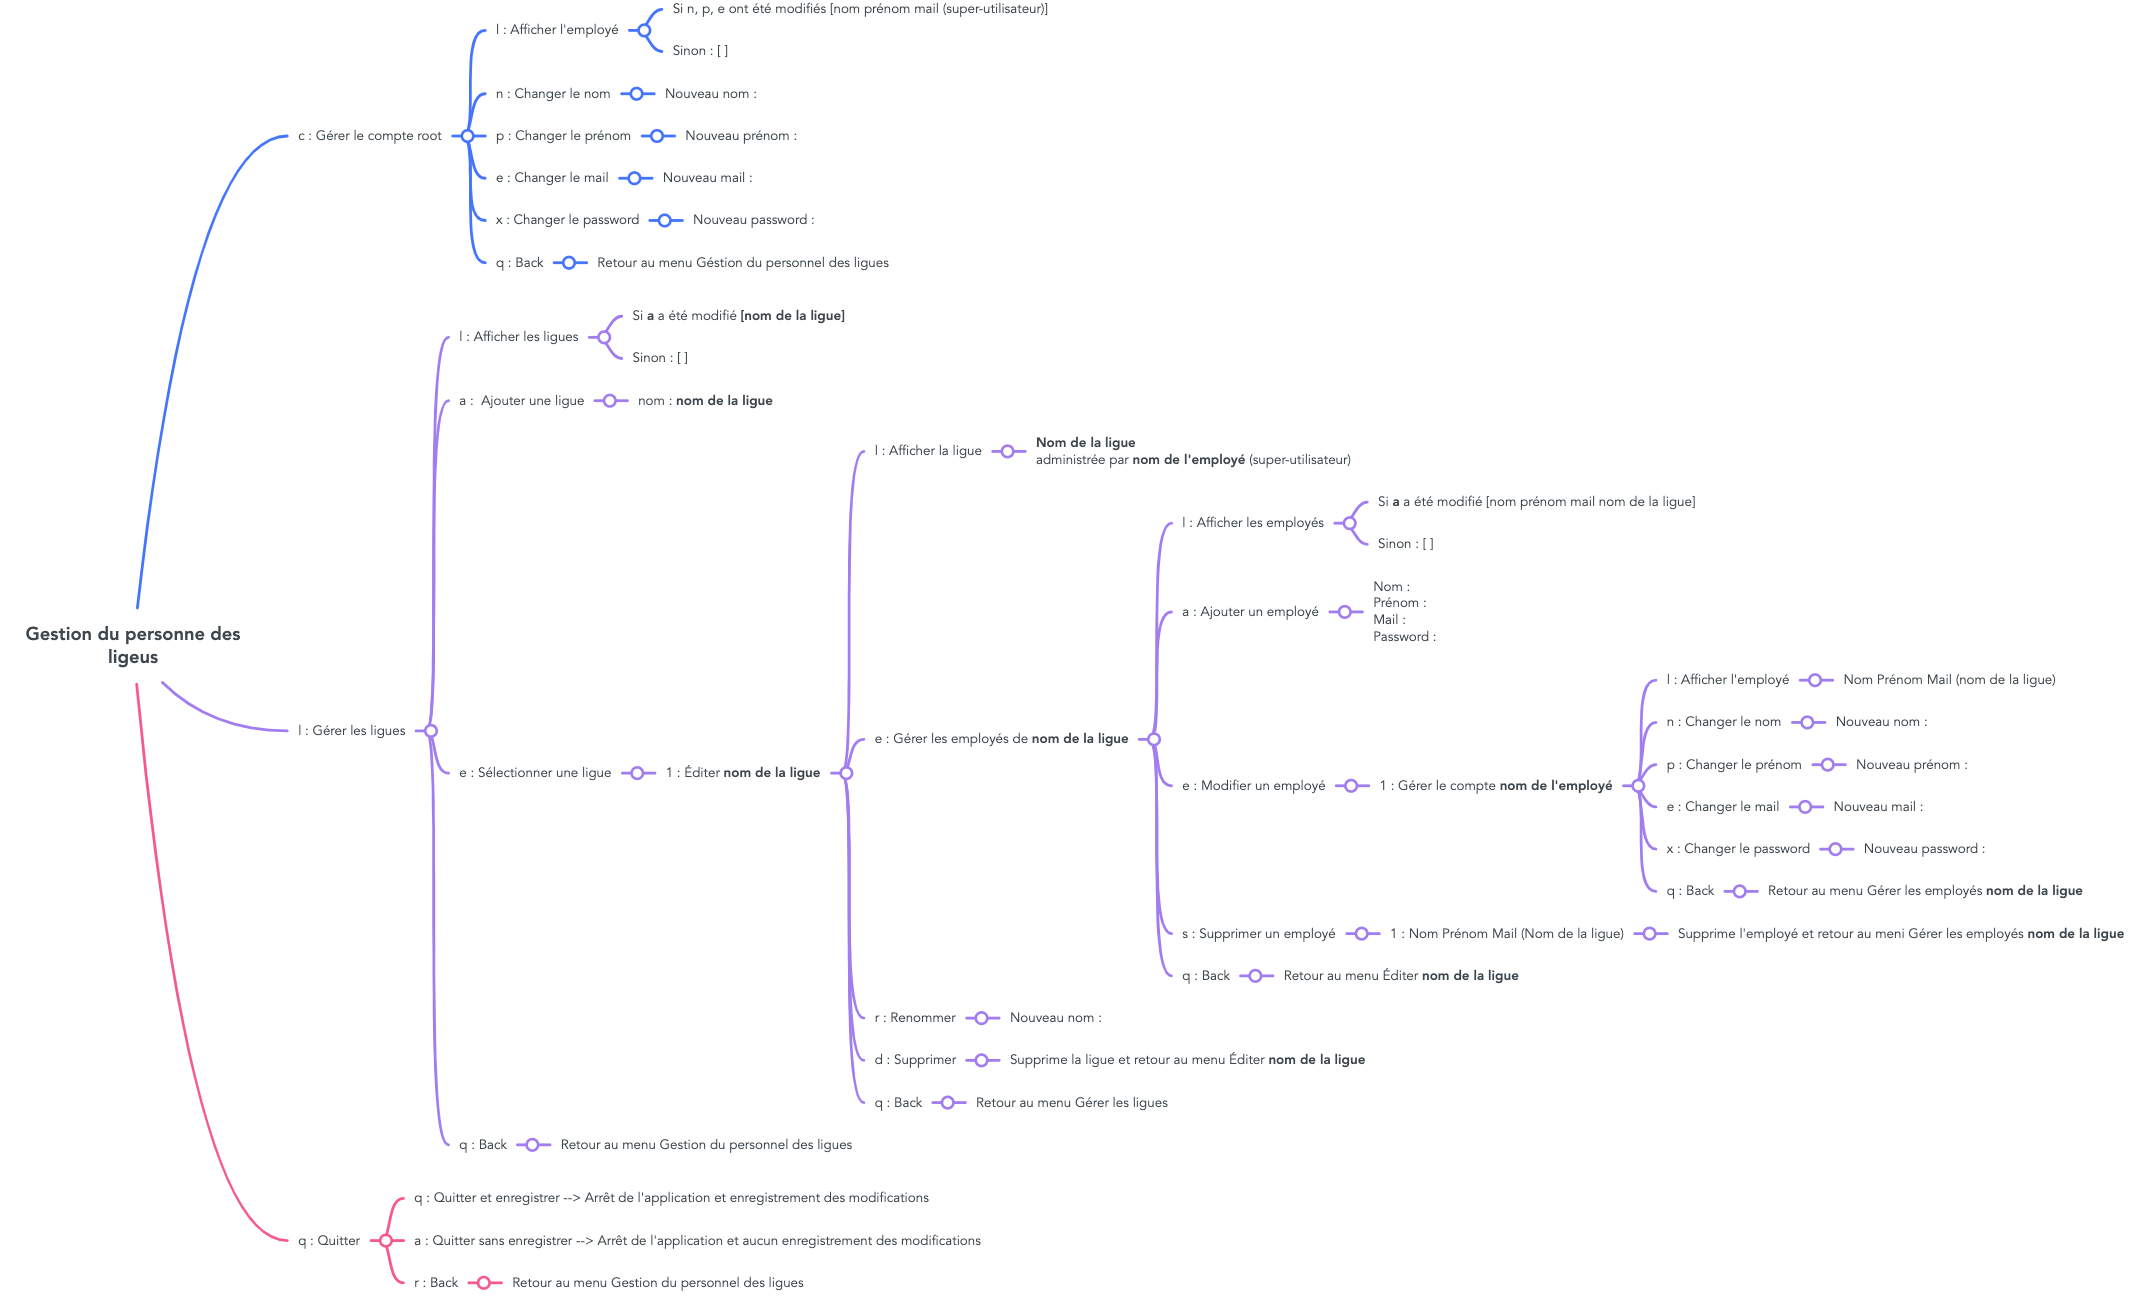 Gestion du personne des
ligeus
c : Gérer le compte root
l : Afficher l'employé
Si n, p, e ont été modifiés [nom prénom mail (super-utilisateur)]
Sinon : [ ]
n : Changer le nom
Nouveau nom :
p : Changer le prénom
Nouveau prénom :
e : Changer le mail
Nouveau mail :
x : Changer le password
Nouveau password :
q : Back
Retour au menu Géstion du personnel des ligues
l : Gérer les ligues
l : Afficher les ligues
Si a a été modifié [nom de la ligue]
Sinon : [ ]
a :  Ajouter une ligue
nom : nom de la ligue
e : Sélectionner une ligue
1 : Éditer nom de la ligue
l : Afficher la ligue
Nom de la ligue
administrée par nom de l'employé (super-utilisateur)
e : Gérer les employés de nom de la ligue
l : Afficher les employés
Si a a été modifié [nom prénom mail nom de la ligue]
Sinon : [ ]
a : Ajouter un employé
Nom :
Prénom :
Mail :
Password :
e : Modifier un employé
1 : Gérer le compte nom de l'employé
l : Afficher l'employé
Nom Prénom Mail (nom de la ligue)
n : Changer le nom
Nouveau nom :
p : Changer le prénom
Nouveau prénom :
e : Changer le mail
Nouveau mail :
x : Changer le password
Nouveau password :
q : Back
Retour au menu Gérer les employés nom de la ligue
s : Supprimer un employé
1 : Nom Prénom Mail (Nom de la ligue)
Supprime l'employé et retour au meni Gérer les employés nom de la ligue
q : Back
Retour au menu Éditer nom de la ligue
r : Renommer
Nouveau nom :
d : Supprimer
Supprime la ligue et retour au menu Éditer nom de la ligue
q : Back
Retour au menu Gérer les ligues
q : Back
Retour au menu Gestion du personnel des ligues
q : Quitter
q : Quitter et enregistrer --> Arrêt de l'application et enregistrement des modifications
a : Quitter sans enregistrer --> Arrêt de l'application et aucun enregistrement des modifications
r : Back
Retour au menu Gestion du personnel des ligues